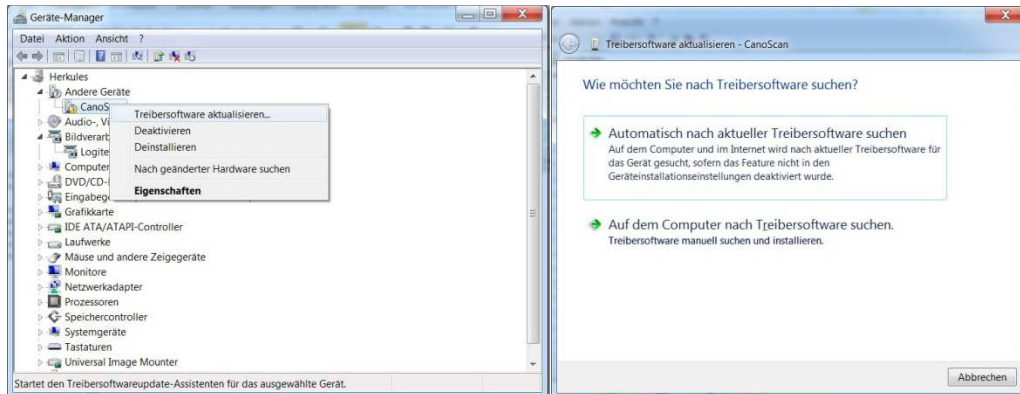 Geräte-Manager
Datei Aktion Ansicht ?
Herkules
Andere Geräte
CanoS
Treibersoftware aktualisieren...
Deaktivieren
Deinstallieren
Nach geänderter Hardware suchen
Eigenschaften
Audio-, Vi
Bildverarb
Logite
Computer
DVD/CD-
Eingabeg
Grafikkarte
IDE ATA/ATAPI-Controller
Laufwerke
Mäuse und andere Zeigegeräte
Monitore
Netzwerkadapter
Prozessoren
Speichercontroller
Systemgeräte
Tastaturen
Universal Image Mounter
Startet den Treibersoftwareupdate-Assistenten für das ausgewählte Gerät.
Treibersoftware aktualisieren - CanoScan
Wie möchten Sie nach Treibersoftware suchen?
Automatisch nach aktueller Treibersoftware suchen
Auf dem Computer und im Internet wird nach aktueller Treibersoftware für
das Gerät gesucht, sofern das Feature nicht in den
Geräteinstallationseinstellungen deaktiviert wurde.
Auf dem Computer nach Treibersoftware suchen.
Treibersoftware manuell suchen und installieren.
Abbrechen